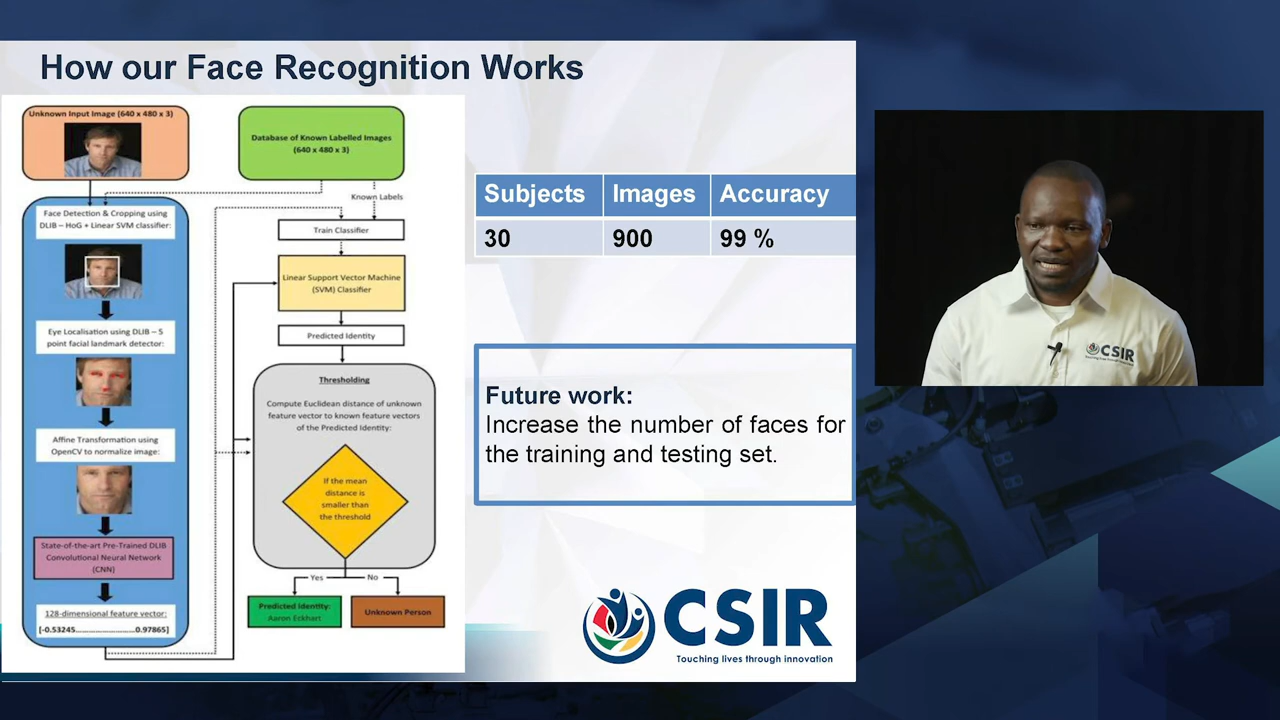 How our Face Recognition Works
Unknown Input Image (640 x 480 x 3)
Face Detection & Cropping using
DLIB – HoG + Linear SVM classifier:
Eye Localisation using DLIB – 5
point facial landmark detector:
Affine Transformation using
OpenCV to normalize image:
State-of-the-art Pre-Trained DLIB
Convolutional Neural Network
(CNN)
128-dimensional feature vector:
[-0.53245..........................0.97865]
Database of Known Labelled Images
(640 x 480 x 3)
Known Labels
Train Classifier
Linear Support Vector Machine
(SVM) Classifier
Predicted Identity
Thresholding
Compute Euclidean distance of unknown
feature vector to known feature vectors
of the Predicted Identity:
If the mean
distance is
smaller than
the threshold
Yes
No
Predicted Identity:
Aaron Eckhart
Unknown Person
Subjects Images Accuracy
30 900 99 %
Future work:
Increase the number of faces for
the training and testing set.
CSIR
Touching lives through innovation
CSIR